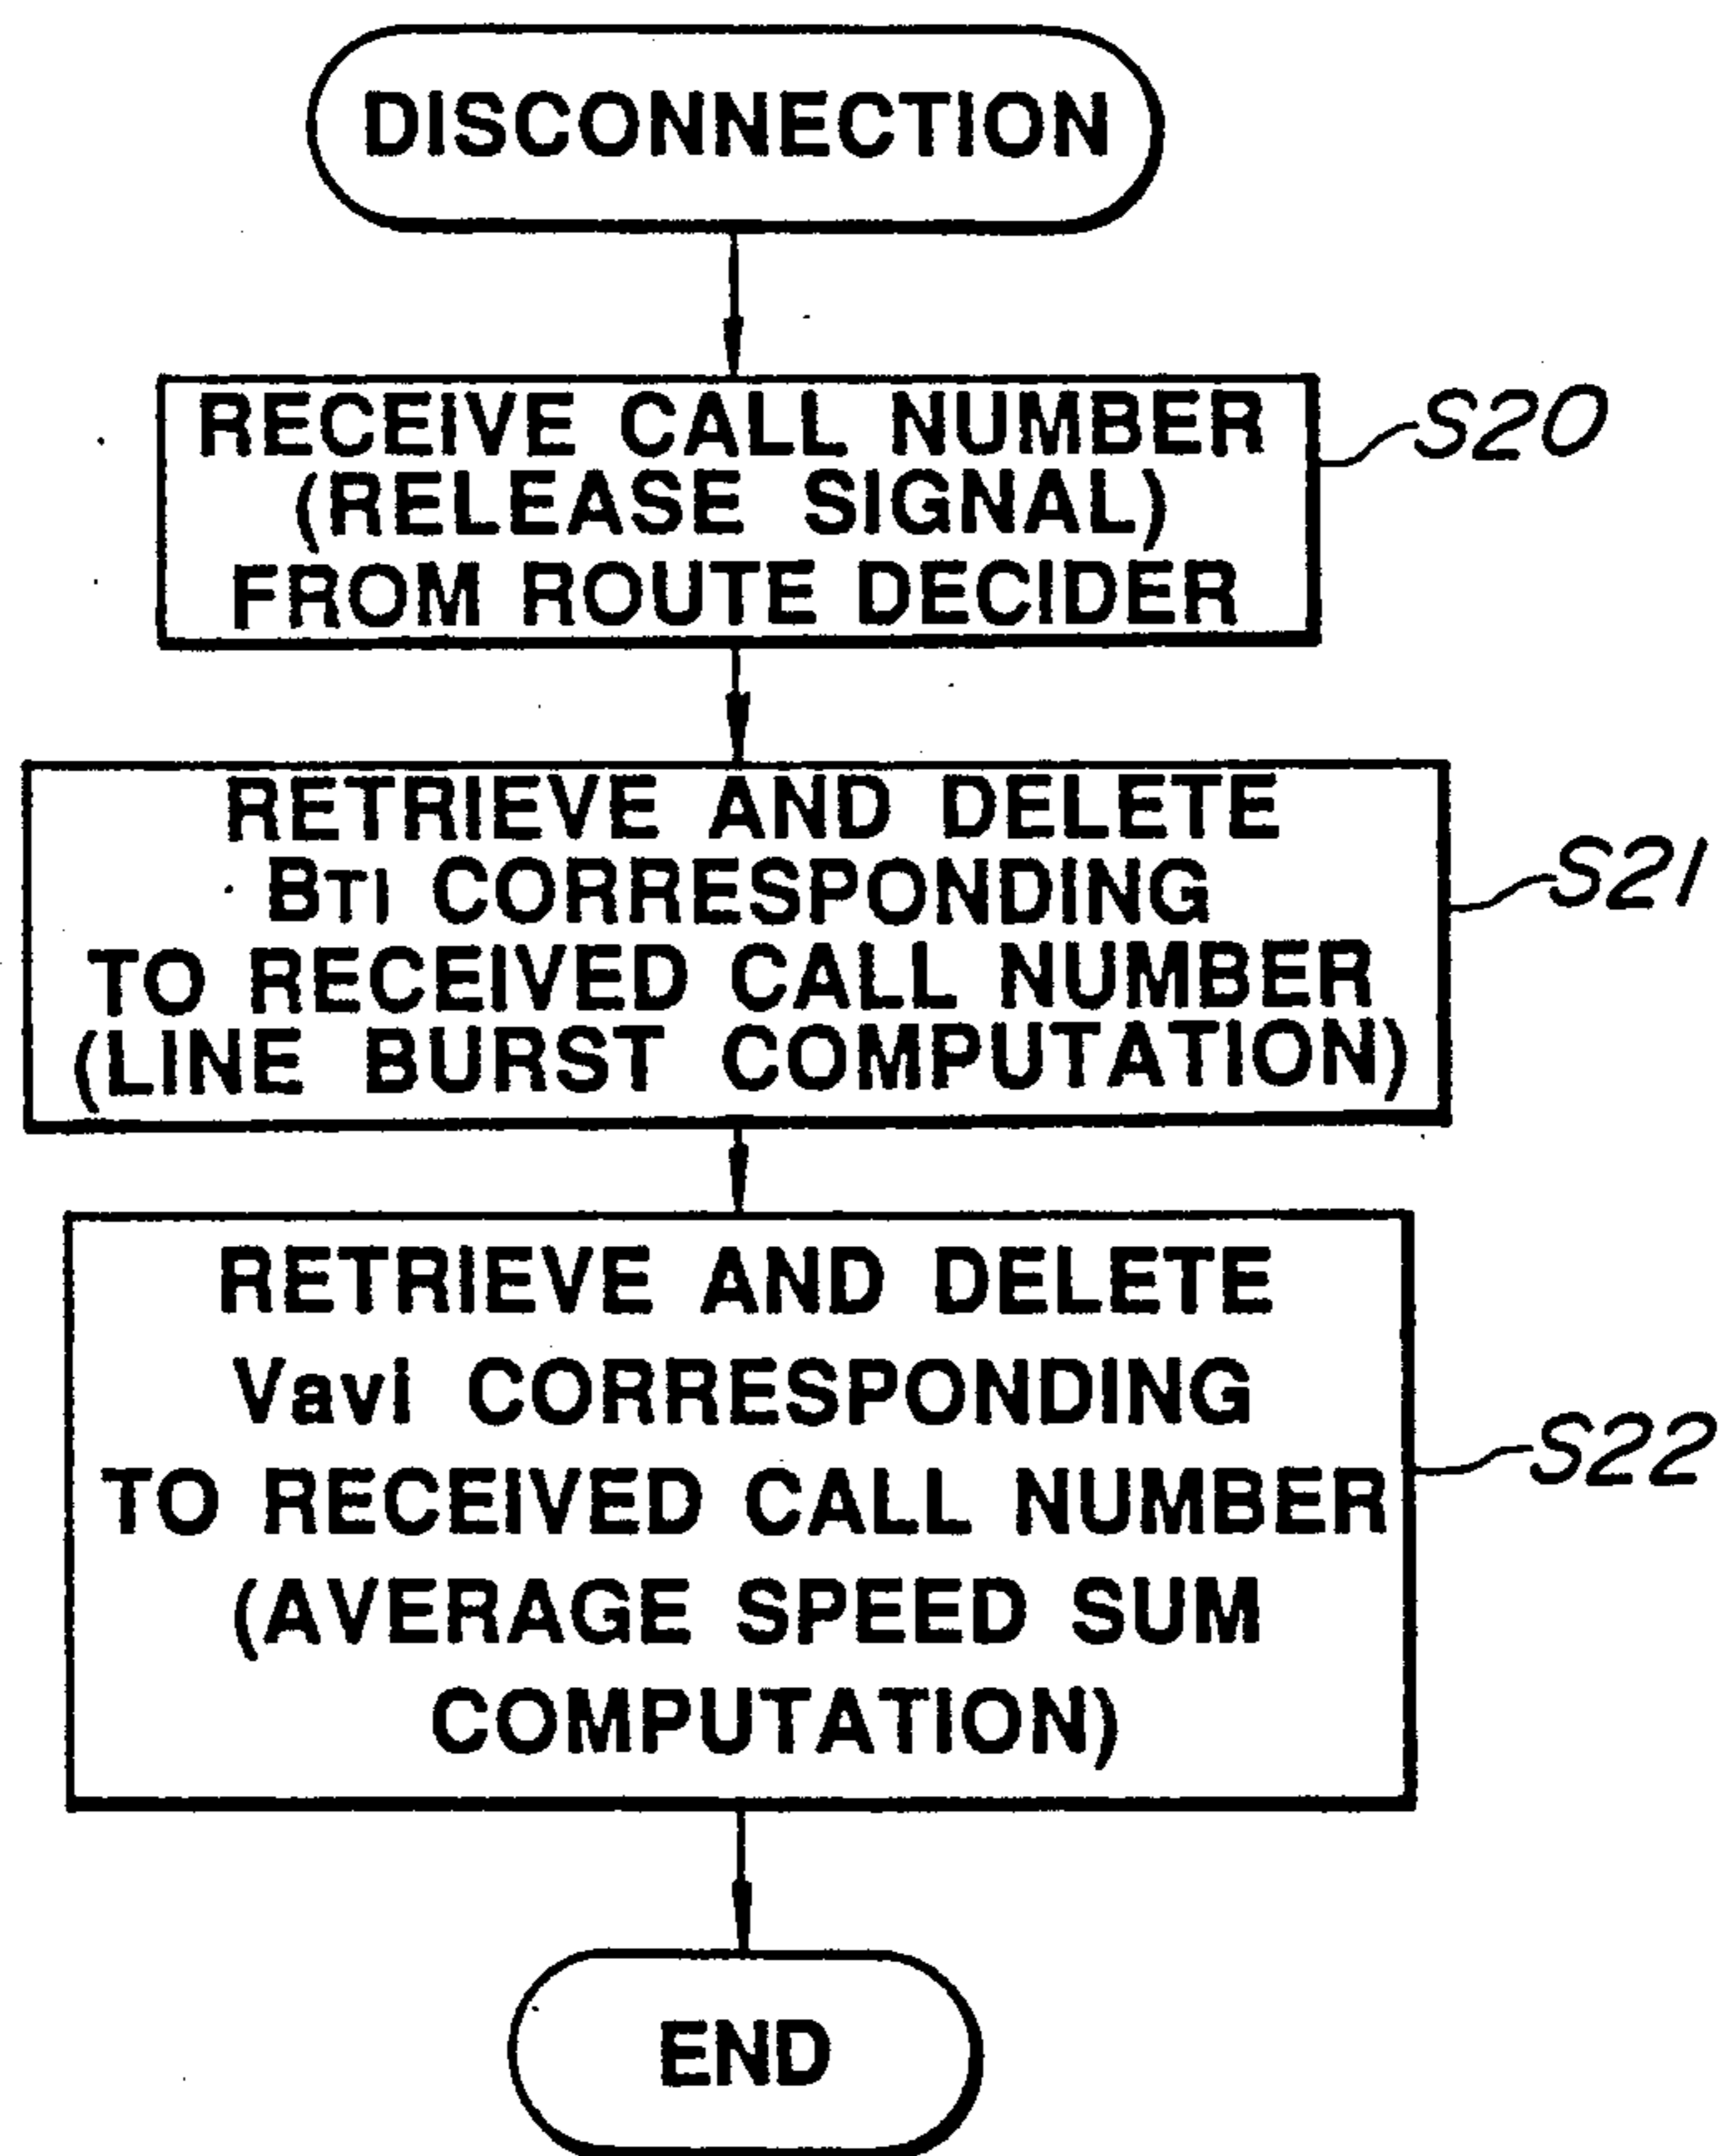 DISCONNECTION
RECEIVE CALL NUMBER
(RELEASE SIGNAL)
FROM ROUTE DECIDER
S20
RETRIEVE AND DELETE
BTi CORRESPONDING
TO RECEIVED CALL NUMBER
(LINE BURST COMPUTATION)
S21
RETRIEVE AND DELETE
Vavi CORRESPONDING
TO RECEIVED CALL NUMBER
(AVERAGE SPEED SUM
COMPUTATION)
S22
END